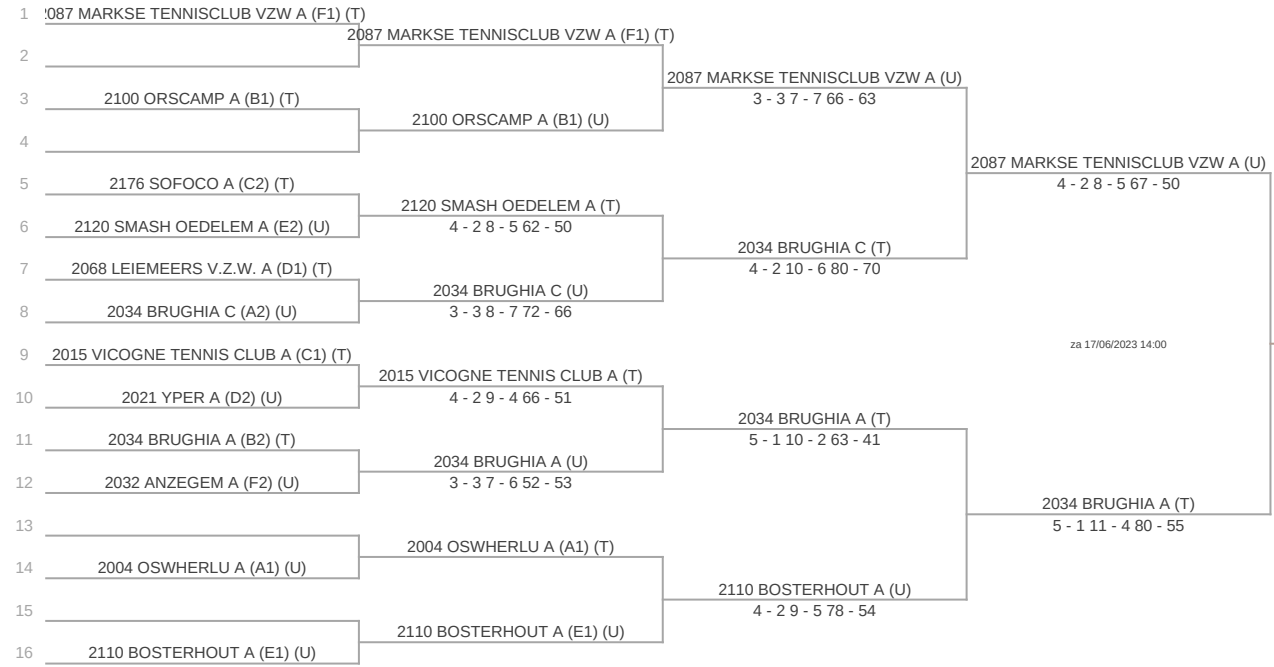 1
2087 MARKSE TENNISCLUB VZW A (F1) (T)
2
3
2100 ORSCAMP A (B1) (T)
4
5
2176 SOFOCO A (C2) (T)
6
2120 SMASH OEDELEM A (E2) (U)
7
2068 LEIEMEERS V.Z.W. A (D1) (T)
8
2034 BRUGHIA C (A2) (U)
9
2015 VICOGNE TENNIS CLUB A (C1) (T)
10
2021 YPER A (D2) (U)
11
2034 BRUGHIA A (B2) (T)
12
2032 ANZEGEM A (F2) (U)
13
14
2004 OSWHERLU A (A1) (U)
15
16
2110 BOSTERHOUT A (E1) (U)
2087 MARKSE TENNISCLUB VZW A (F1) (T)
2100 ORSCAMP A (B1) (U)
2120 SMASH OEDELEM A (T)
4 - 2 8 - 5 62 - 50
2034 BRUGHIA C (U)
3 - 3 8 - 7 72 - 66
2015 VICOGNE TENNIS CLUB A (T)
4 - 2 9 - 4 66 - 51
2034 BRUGHIA A (U)
3 - 3 7 - 6 52 - 53
2004 OSWHERLU A (A1) (T)
2110 BOSTERHOUT A (E1) (U)
2087 MARKSE TENNISCLUB VZW A (U)
3 - 3 7 - 7 66 - 63
2034 BRUGHIA C (T)
4 - 2 10 - 6 80 - 70
2034 BRUGHIA A (T)
5 - 1 10 - 2 63 - 41
2110 BOSTERHOUT A (U)
4 - 2 9 - 5 78 - 54
2087 MARKSE TENNISCLUB VZW A (U)
4 - 2 8 - 5 67 - 50
2034 BRUGHIA A (T)
5 - 1 11 - 4 80 - 55
za 17/06/2023 14:00